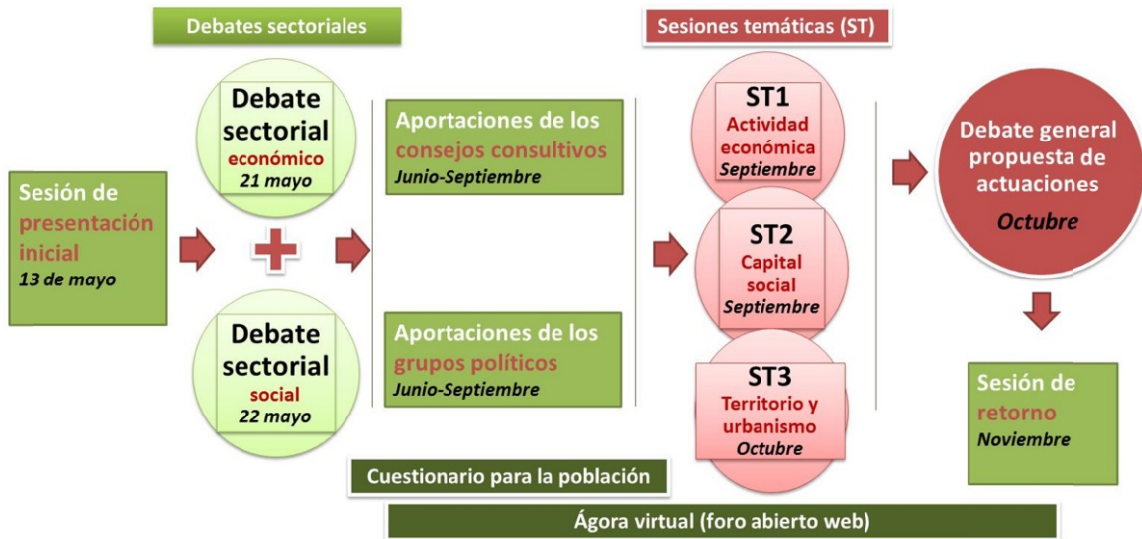 Debates sectoriales
Sesiones temáticas (ST)
Sesión de
presentación
inicial
13 de mayo
Debate
sectorial
económico
21 mayo
Debate
sectorial
social
22 mayo
Aportaciones de los
consejos consultivos
Junio-Septiembre
Aportaciones de los
grupos políticos
Junio-Septiembre
ST1
Actividad
económica
Septiembre
ST2
Capital
social
Septiembre
ST3
Territorio y
urbanismo
Octubre
Debate general
propuesta de
actuaciones
Octubre
Sesión de
retorno
Noviembre
Cuestionario para la población
Ágora virtual (foro abierto web)